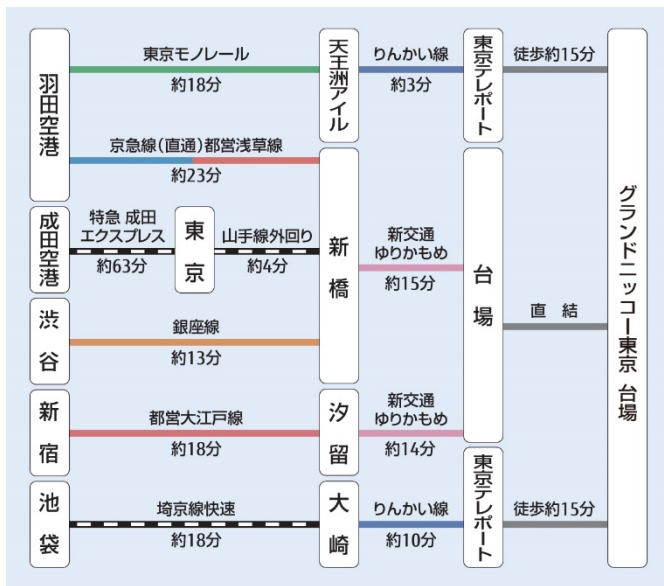 羽田空港
東京モノレール
約18分
天王洲アイル
りんかい線
約3分
東京テレポート
徒歩約15分
京急線(直通)都営浅草線
約23分
成田空港
特急 成田
エクスプレス
約63分
東京
山手線外回り
約4分
新橋
新交通
ゆりかもめ
約15分
台場
直結
グランドニッコー東京 台場
渋谷
銀座線
約13分
新宿
都営大江戸線
約18分
汐留
新交通
ゆりかもめ
約14分
池袋
埼京線快速
約18分
大崎
りんかい線
約10分
東京テレポート
徒歩約15分